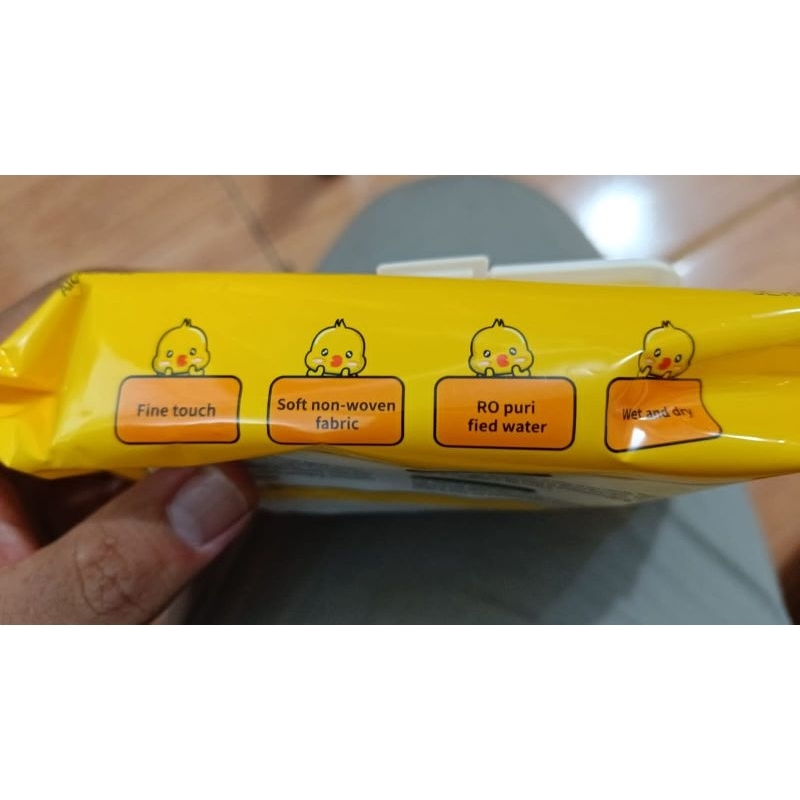 Fine touch
Soft non-woven
fabric
RO puri
fied water
Wet and dry